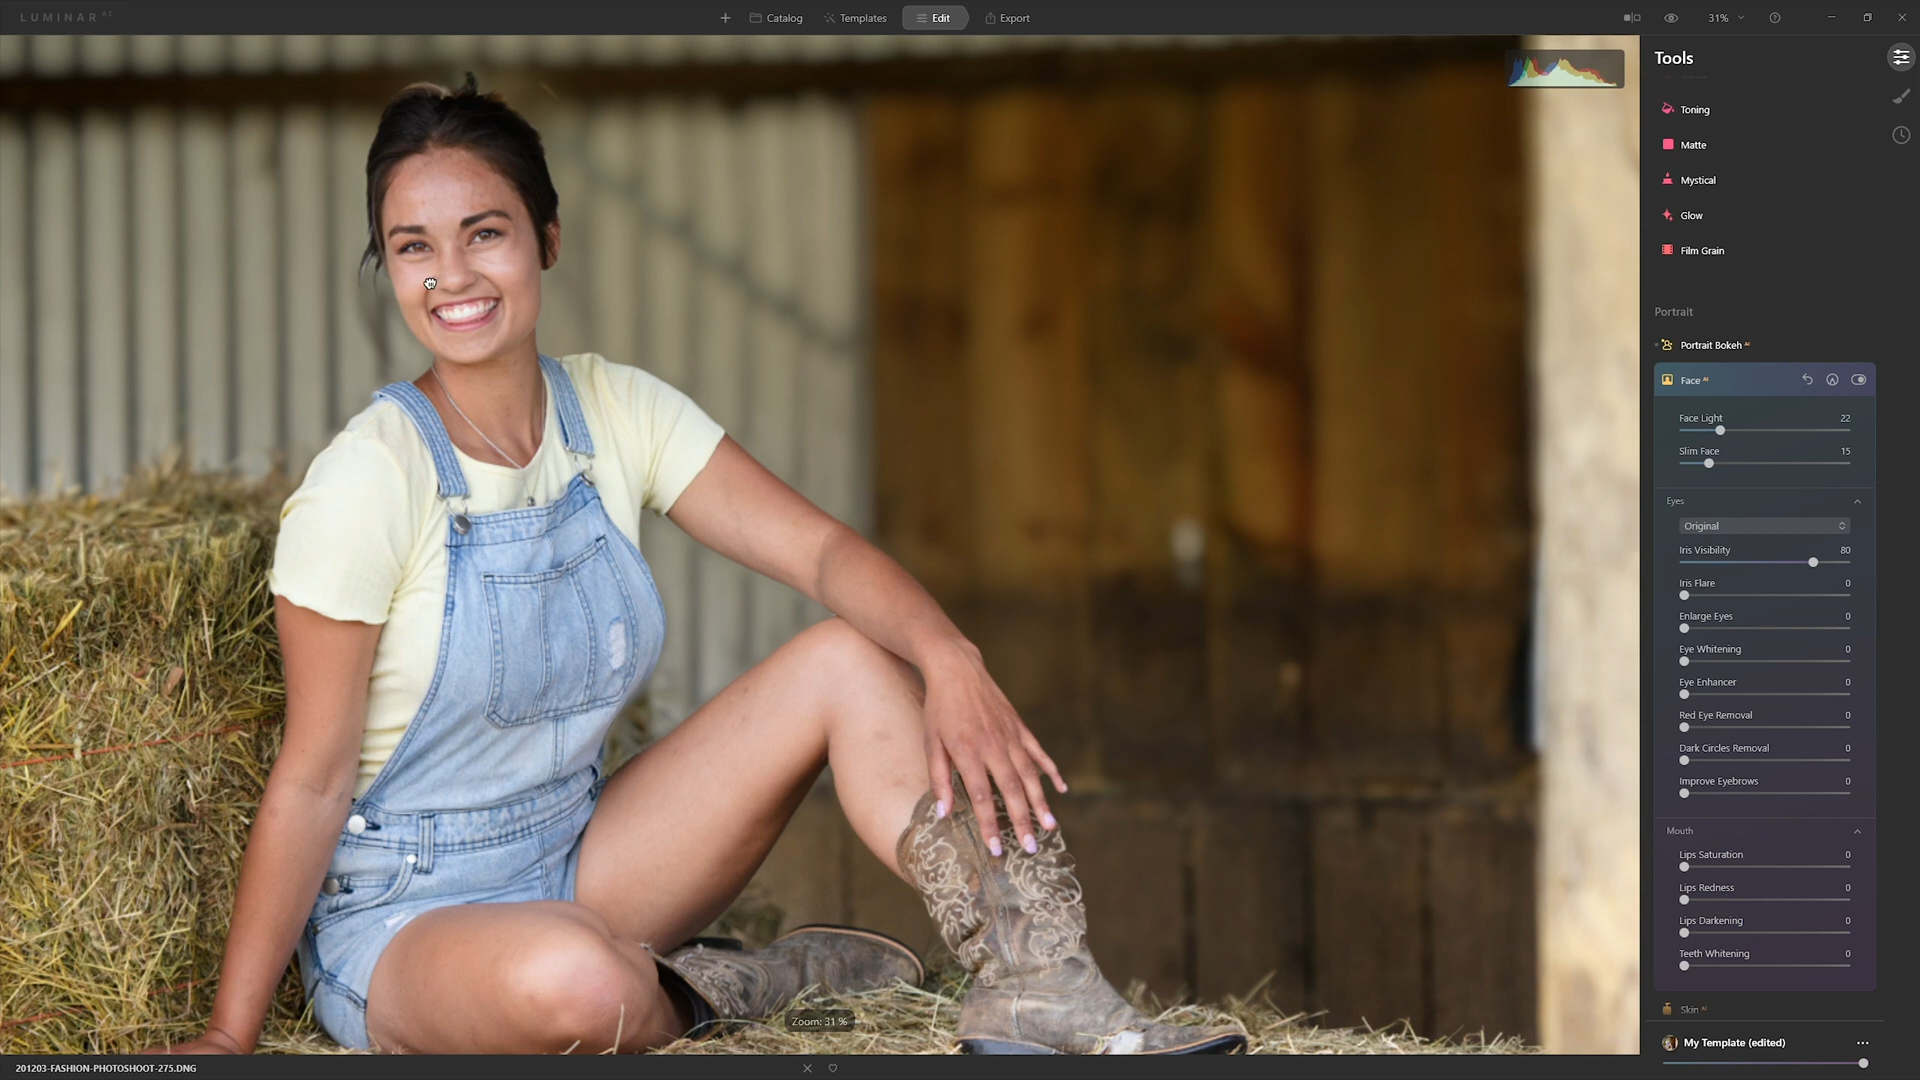 LUMINAR AI
Catalog
Templates
Edit
Export
31%
Tools
Toning
Matte
Mystical
Glow
Film Grain
Portrait
Portrait Bokeh AI
Face AI
Face Light 22
Slim Face 15
Eyes
Original
Iris Visibility 80
Iris Flare 0
Enlarge Eyes 0
Eye Whitening 0
Eye Enhancer 0
Red Eye Removal 0
Dark Circles Removal 0
Improve Eyebrows 0
Mouth
Lips Saturation 0
Lips Redness 0
Lips Darkening 0
Teeth Whitening 0
Skin AI
Zoom: 31 %
My Template (edited)
201203-FASHION-PHOTOSHOOT-275.DNG